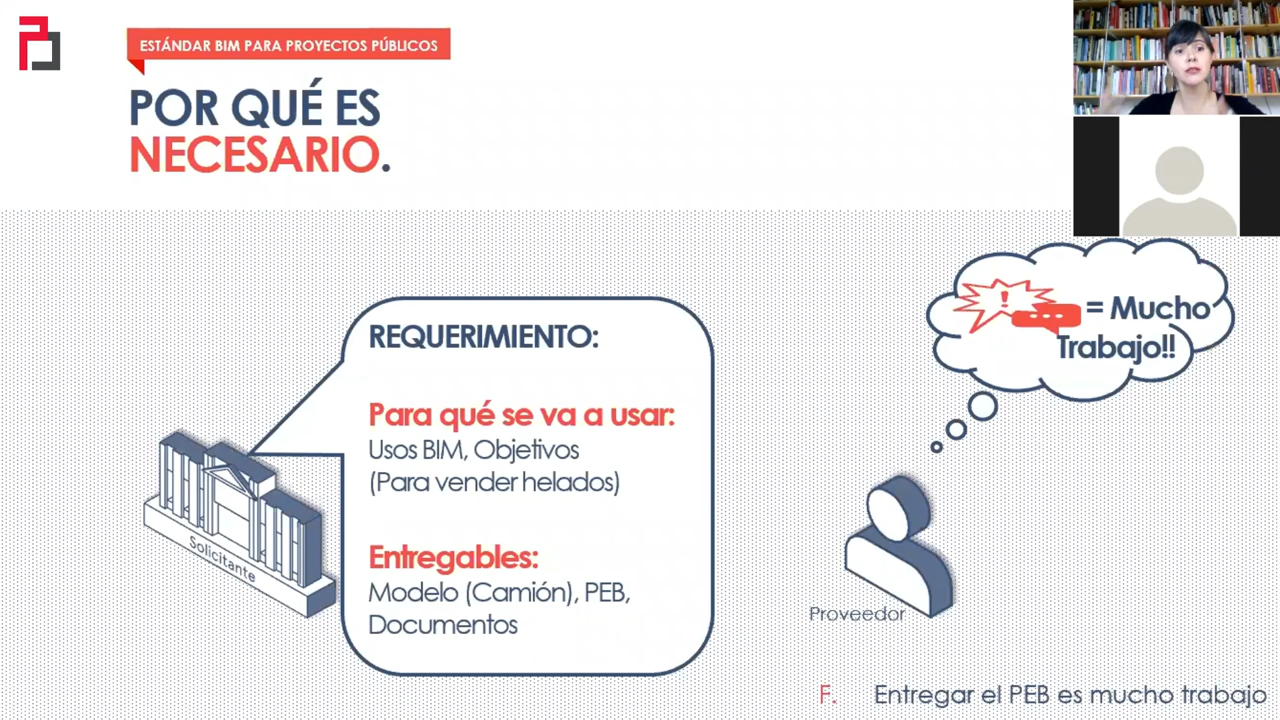 ESTÁNDAR BIM PARA PROYECTOS PÚBLICOS
POR QUÉ ES
NECESARIO.
REQUERIMIENTO:
Para qué se va a usar:
Usos BIM, Objetivos
(Para vender helados)
Entregables:
Modelo (Camión), PEB,
Documentos
Solicitante
! = Mucho
Trabajo!!
Proveedor
F. Entregar el PEB es mucho trabajo